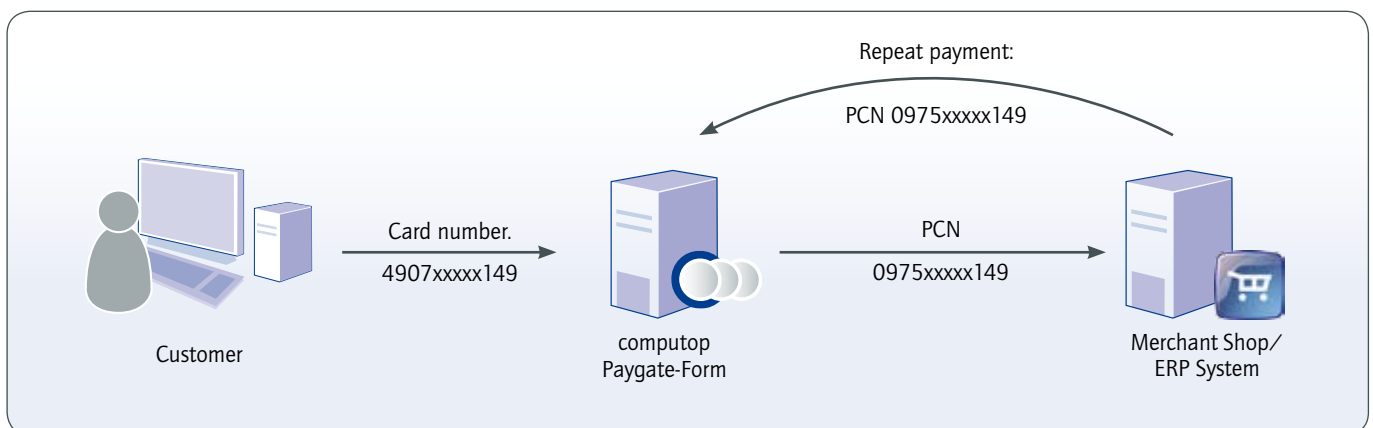 Repeat payment:
PCN 0975xxxxx149
Card number.
4907xxxxx149
PCN
0975xxxxx149
Customer
computop
Paygate-Form
Merchant Shop/
ERP System